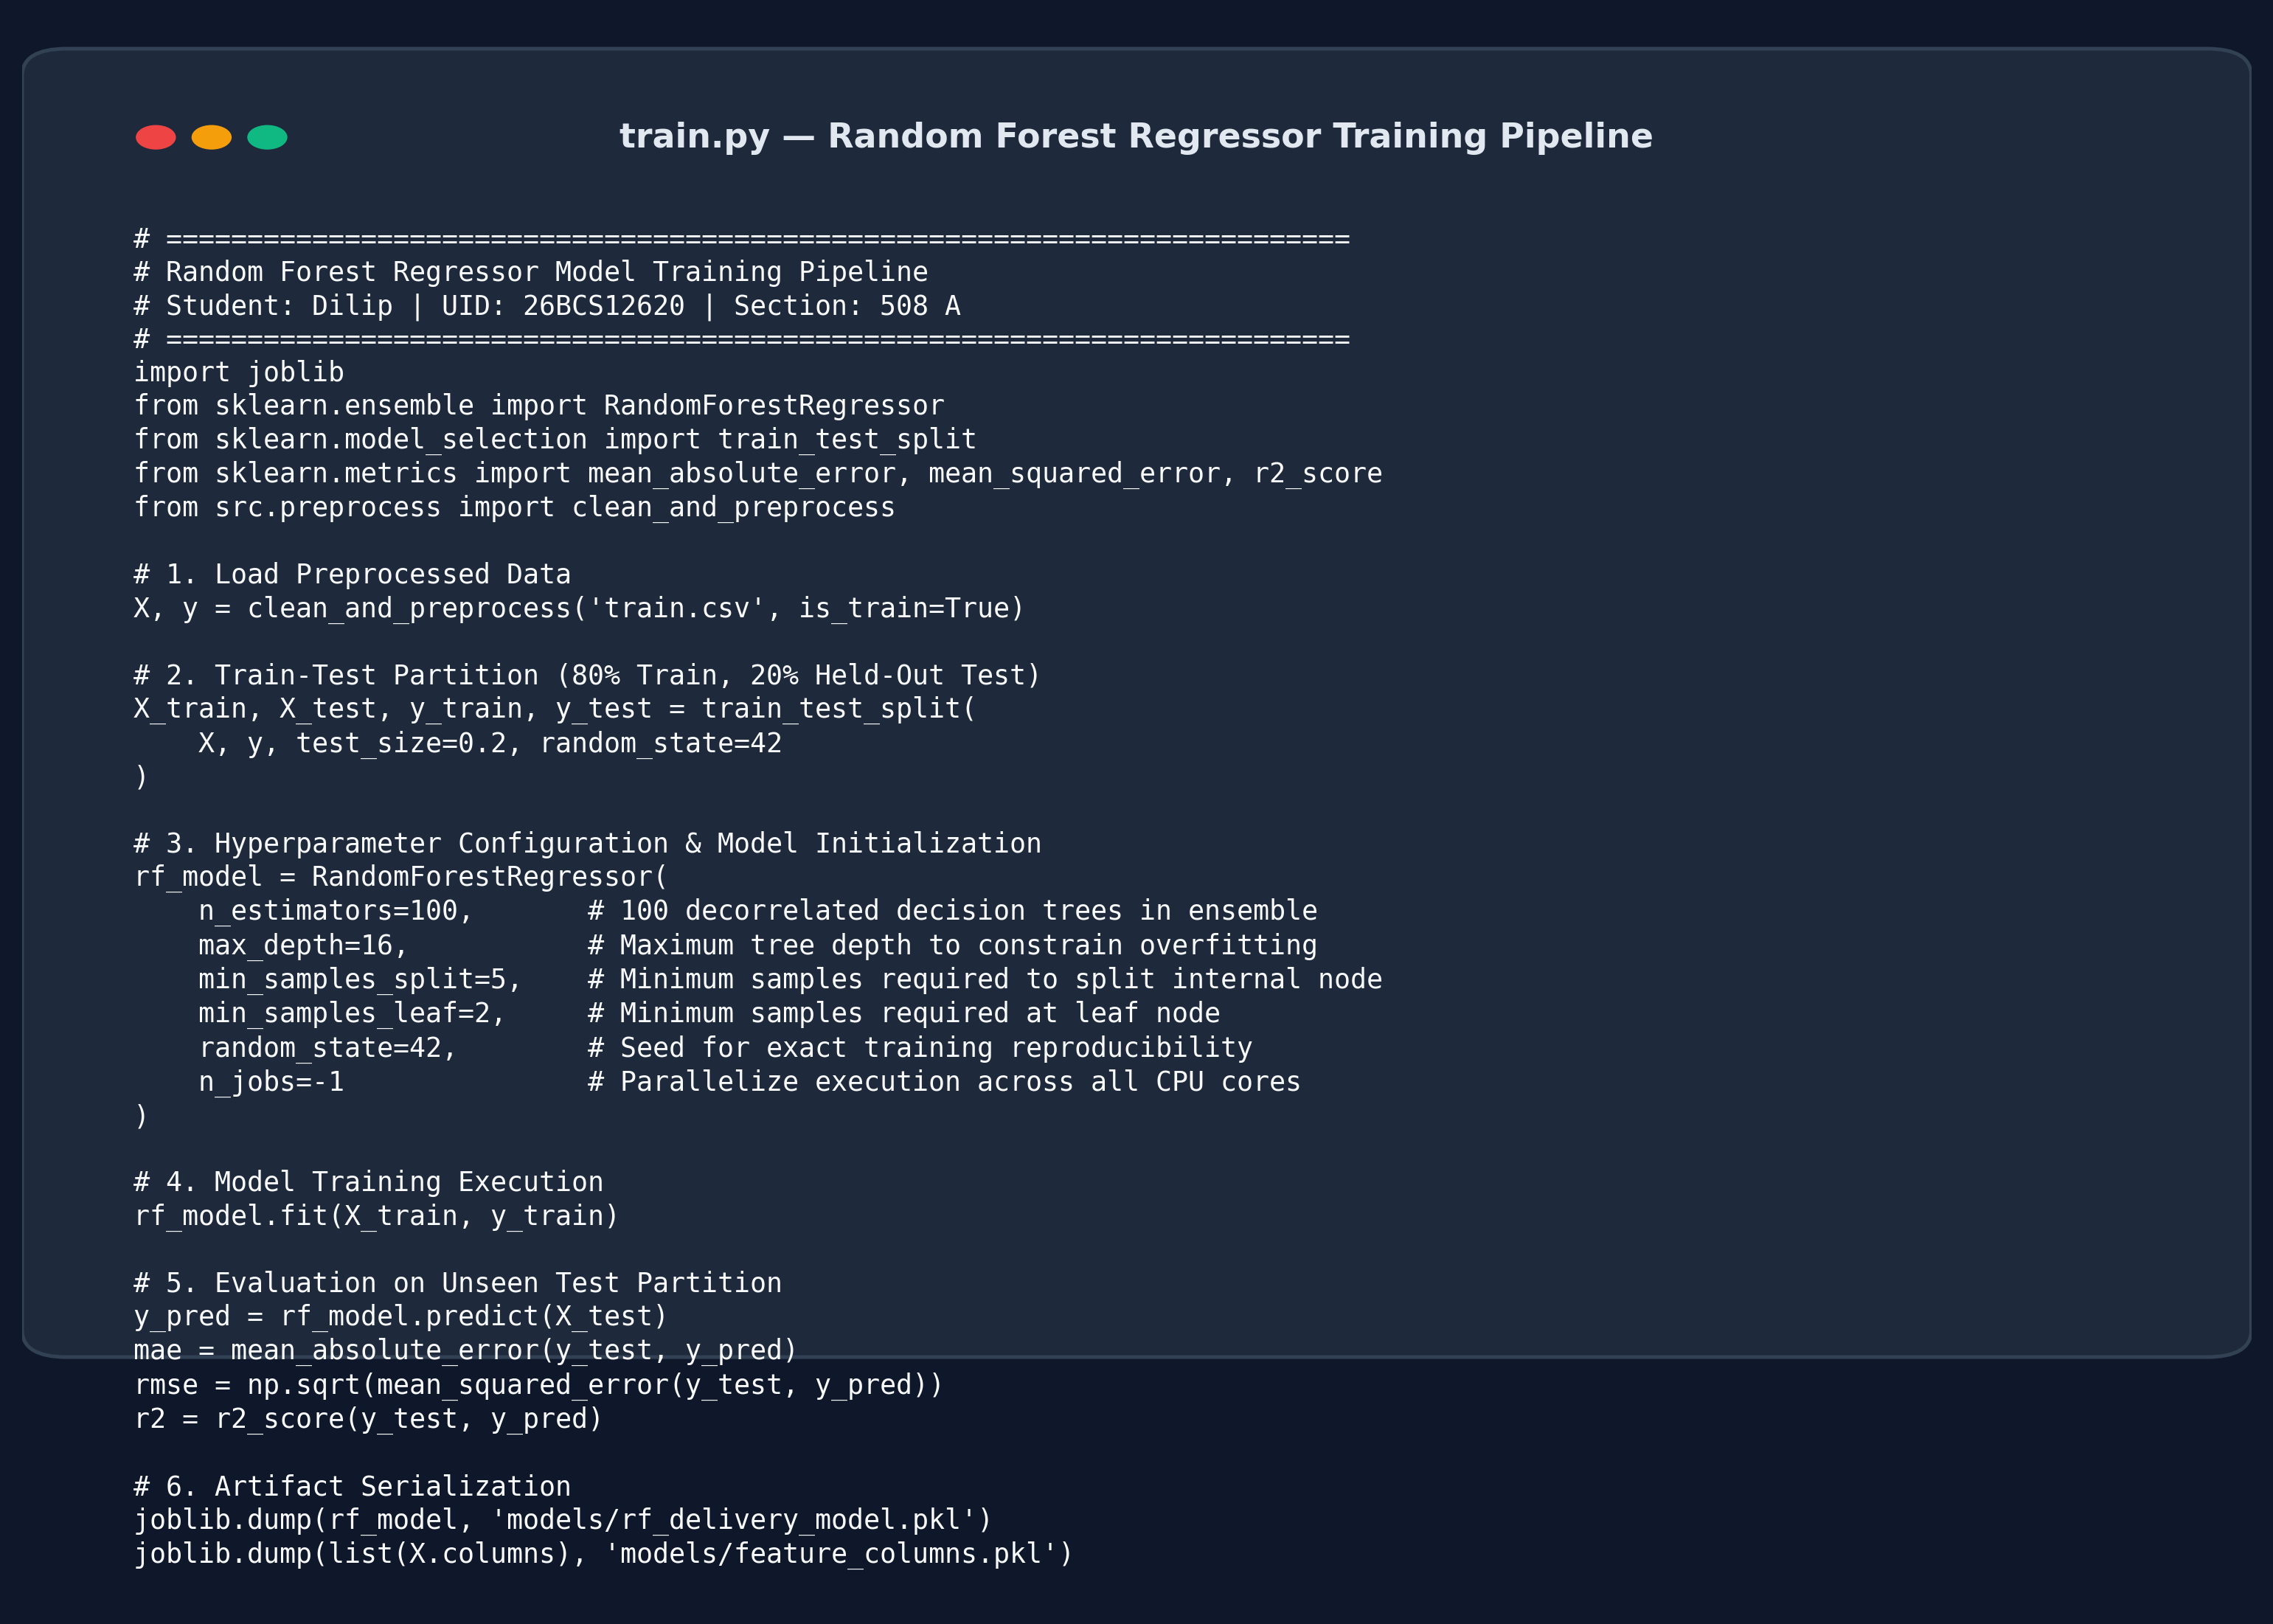 train.py — Random Forest Regressor Training Pipeline
# =========================================================================
# Random Forest Regressor Model Training Pipeline
# Student: Dilip | UID: 26BCS12620 | Section: 508 A
# =========================================================================
import joblib
from sklearn.ensemble import RandomForestRegressor
from sklearn.model_selection import train_test_split
from sklearn.metrics import mean_absolute_error, mean_squared_error, r2_score
from src.preprocess import clean_and_preprocess

# 1. Load Preprocessed Data
X, y = clean_and_preprocess('train.csv', is_train=True)

# 2. Train-Test Partition (80% Train, 20% Held-Out Test)
X_train, X_test, y_train, y_test = train_test_split(
    X, y, test_size=0.2, random_state=42
)

# 3. Hyperparameter Configuration & Model Initialization
rf_model = RandomForestRegressor(
    n_estimators=100,       # 100 decorrelated decision trees in ensemble
    max_depth=16,           # Maximum tree depth to constrain overfitting
    min_samples_split=5,    # Minimum samples required to split internal node
    min_samples_leaf=2,     # Minimum samples required at leaf node
    random_state=42,        # Seed for exact training reproducibility
    n_jobs=-1               # Parallelize execution across all CPU cores
)

# 4. Model Training Execution
rf_model.fit(X_train, y_train)

# 5. Evaluation on Unseen Test Partition
y_pred = rf_model.predict(X_test)
mae = mean_absolute_error(y_test, y_pred)
rmse = np.sqrt(mean_squared_error(y_test, y_pred))
r2 = r2_score(y_test, y_pred)

# 6. Artifact Serialization
joblib.dump(rf_model, 'models/rf_delivery_model.pkl')
joblib.dump(list(X.columns), 'models/feature_columns.pkl')